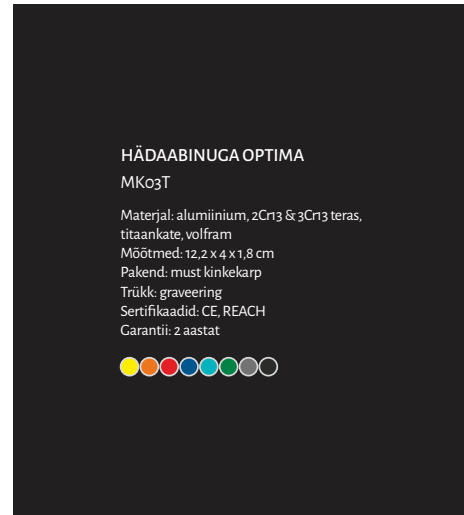 HÄDAABINUGA OPTIMA
MK03T
Materjal: alumiinium, 2Cr13 & 3Cr13 teras,
titaankate, volfram
Mõõtmed: 12,2 x 4 x 1,8 cm
Pakend: must kinkekarp
Trükk: graveering
Sertifikaadid: CE, REACH
Garantii: 2 aastat